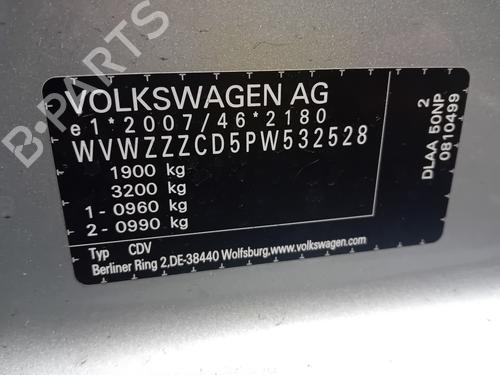 B-PARTS
VOLKSWAGEN AG
e1*2007/46*2180
WVWZZZCD5PW532528
1900 kg
3200 kg
1 - 0960 kg
2 - 0990 kg
Typ CDV
Berliner Ring 2,DE-38440 Wolfsburg,www.volkswagen.com
2
DLAA 50NP
0810499